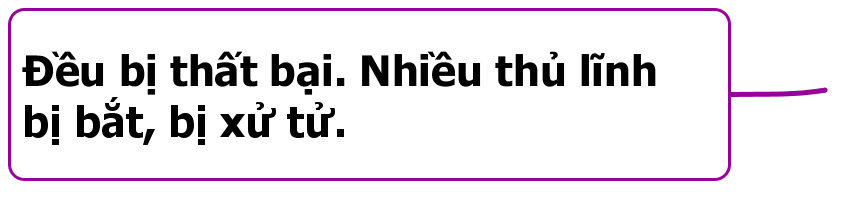 Đều bị thất bại. Nhiều thủ lĩnh
bị bắt, bị xử tử.